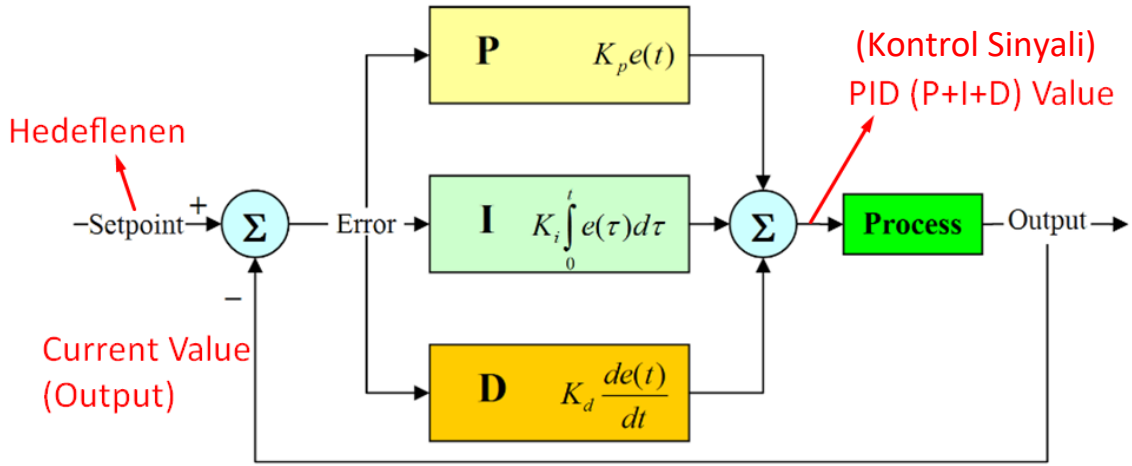 P K_p e(t)
(Kontrol Sinyali)
PID (P+I+D) Value
Hedeflenen
−Setpoint
+
Σ
Error
I K_i ∫_0^t e(τ)dτ
Σ
Process
Output
−
Current Value
(Output)
D K_d de(t)/dt